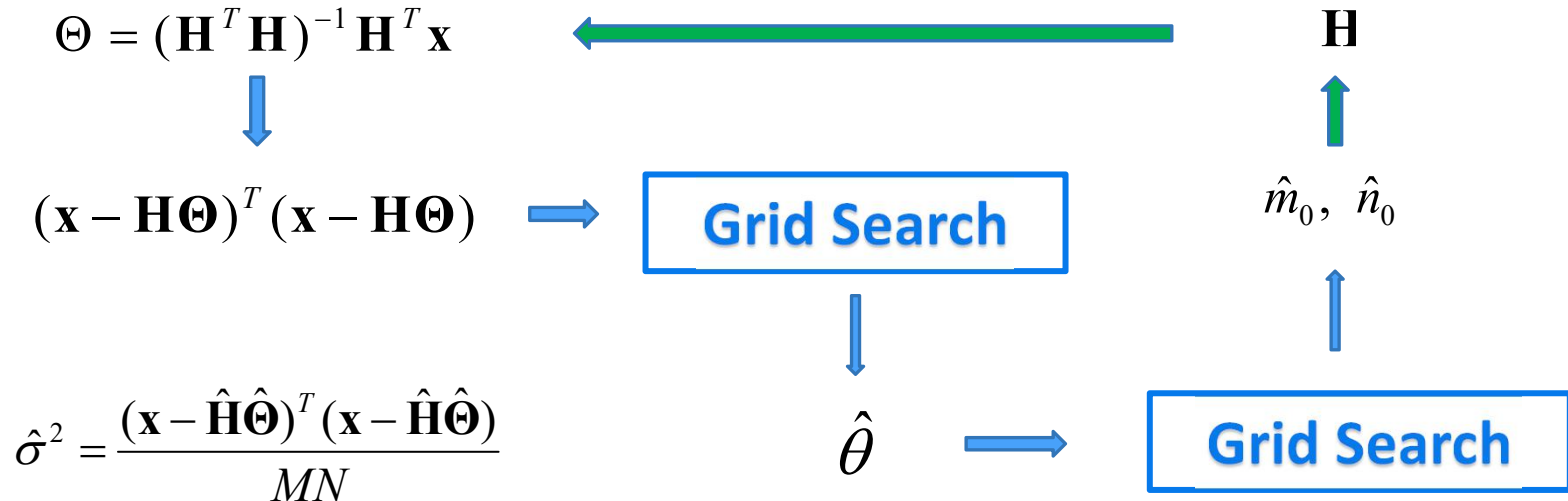 Θ = (H^T H)^{-1} H^T x
H
(x − HΘ)^T (x − HΘ)
Grid Search
m̂_0, n̂_0
σ̂^2 = (x − ĤΘ̂)^T (x − ĤΘ̂) / MN
θ̂
Grid Search